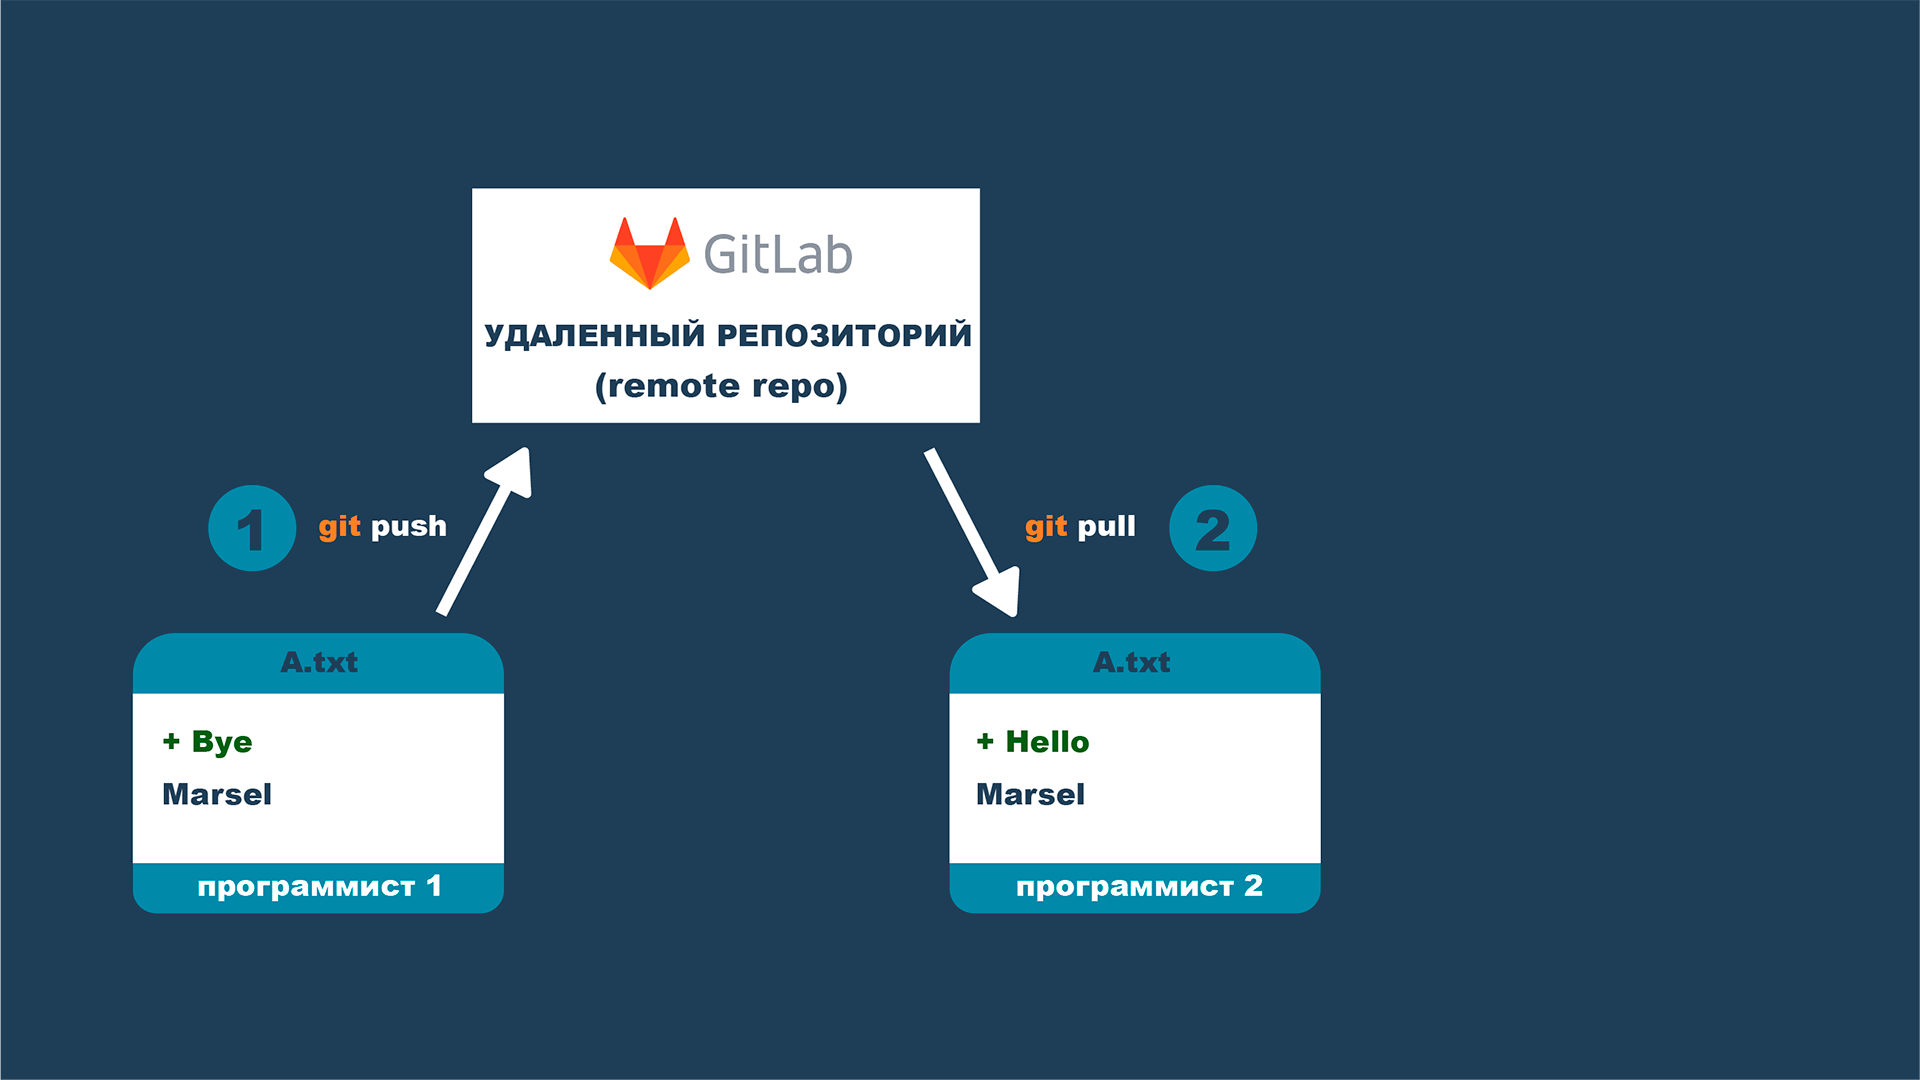 GitLab
УДАЛЕННЫЙ РЕПОЗИТОРИЙ
(remote repo)
1
git push
git pull
2
A.txt
+ Bye
Marsel
программист 1
A.txt
+ Hello
Marsel
программист 2